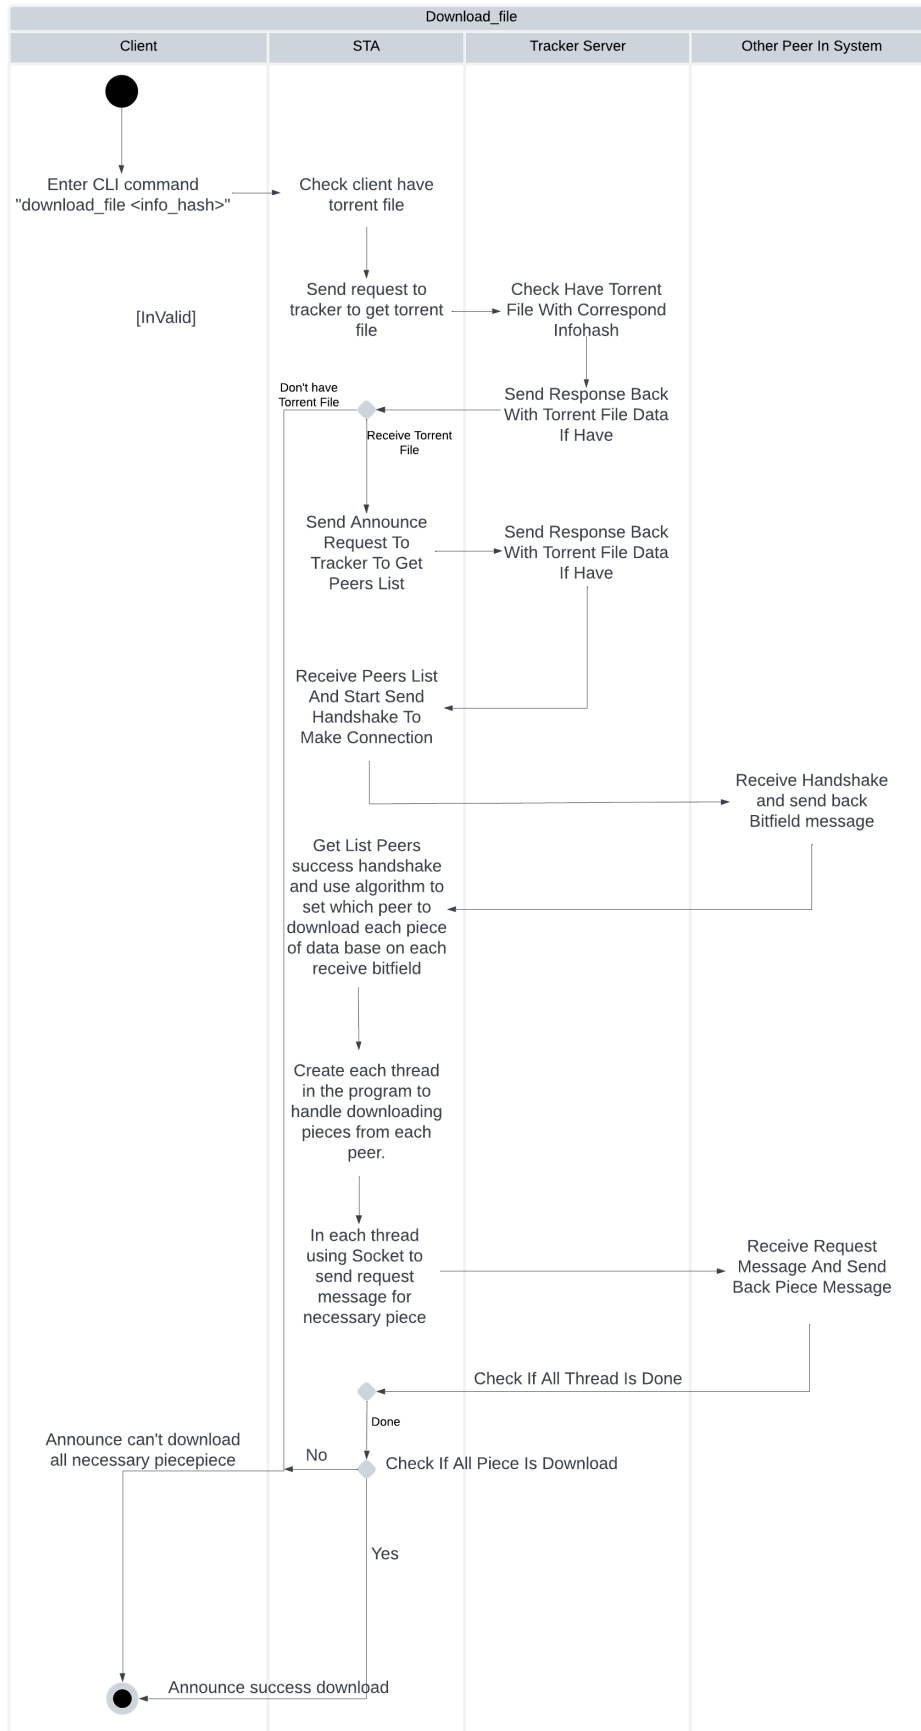 Download_file
Client
STA
Tracker Server
Other Peer In System
Enter CLI command
"download_file <info_hash>"
Check client have
torrent file
Send request to
tracker to get torrent
file
Check Have Torrent
File With Correspond
Infohash
[InValid]
Don't have
Torrent File
Send Response Back
With Torrent File Data
If Have
Receive Torrent
File
Send Announce
Request To
Tracker To Get
Peers List
Send Response Back
With Torrent File Data
If Have
Receive Peers List
And Start Send
Handshake To
Make Connection
Receive Handshake
and send back
Bitfield message
Get List Peers
success handshake
and use algorithm to
set which peer to
download each piece
of data base on each
receive bitfield
Create each thread
in the program to
handle downloading
pieces from each
peer.
In each thread
using Socket to
send request
message for
necessary piece
Receive Request
Message And Send
Back Piece Message
Check If All Thread Is Done
Done
Announce can't download
all necessary piecepiece
No
Check If All Piece Is Download
Yes
Announce success download